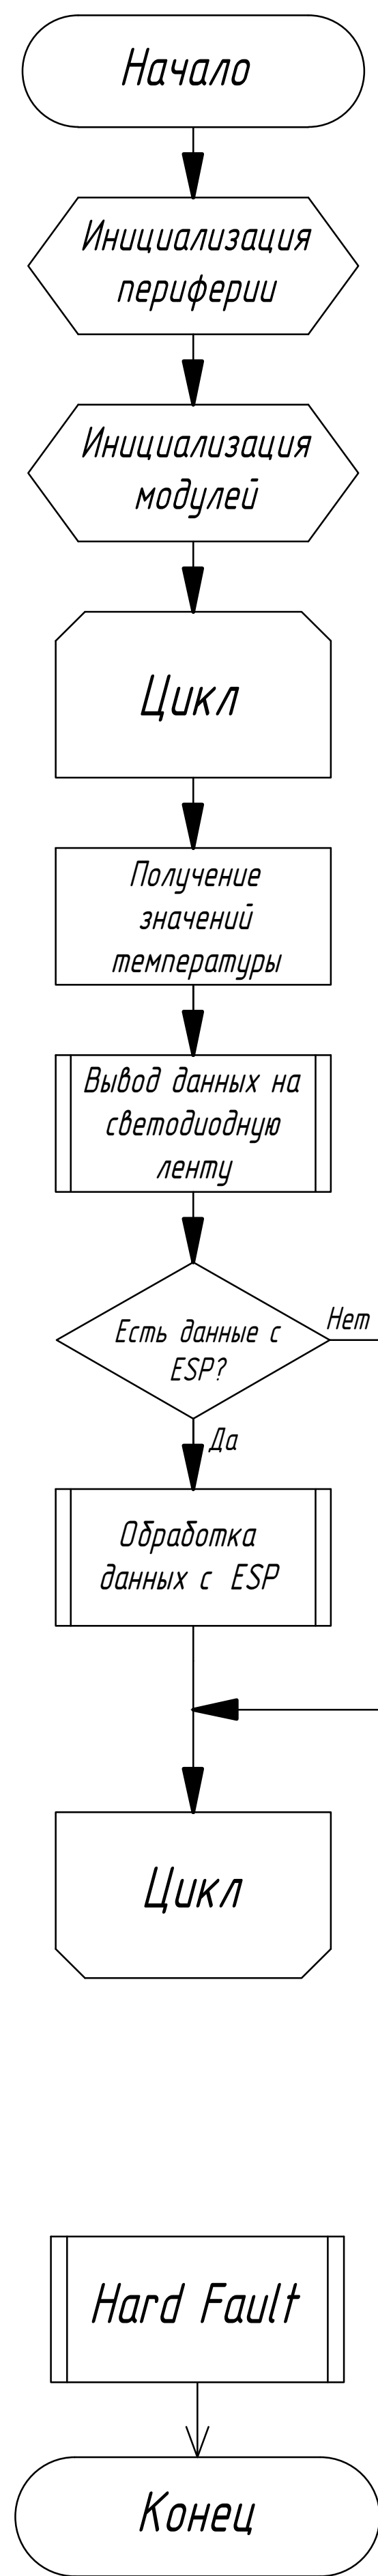 Начало
Инициализация
периферии
Инициализация
модулей
Цикл
Получение
значений
температуры
Вывод данных на
светодиодную
ленту
Есть данные с
ESP?
Нет
Да
Обработка
данных с ESP
Цикл
Hard Fault
Конец